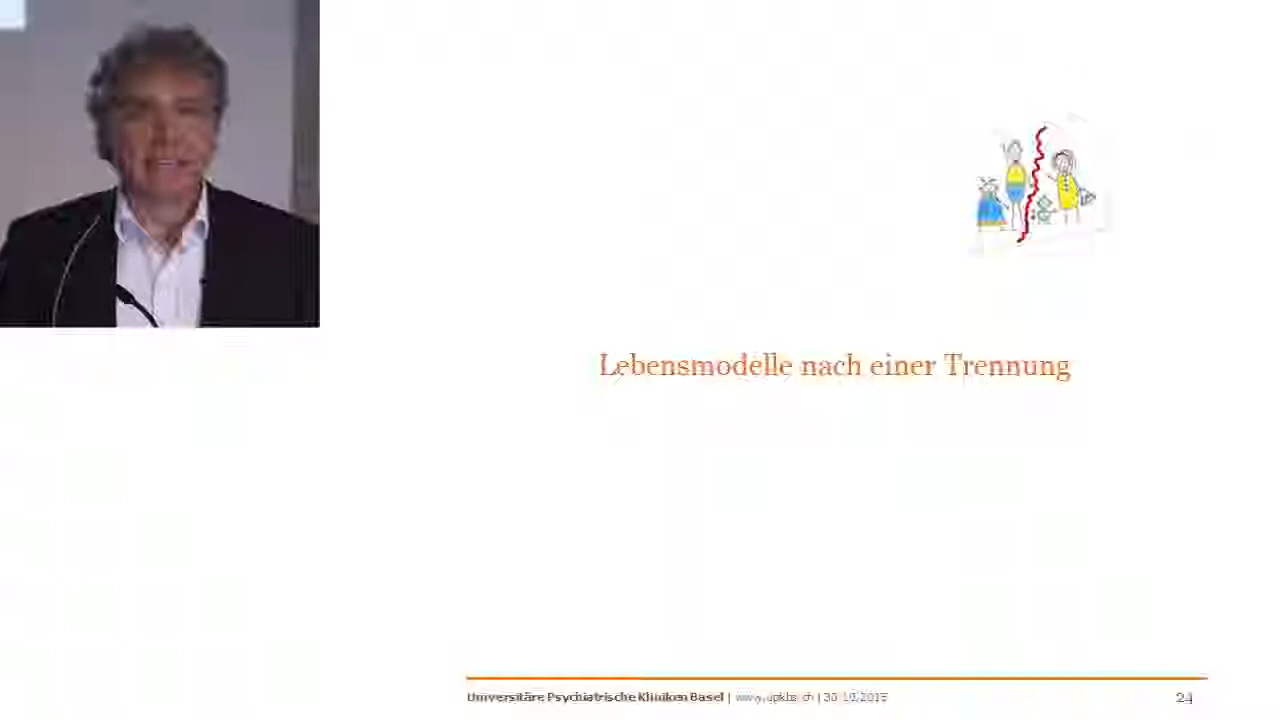 Lebensmodelle nach einer Trennung
Universitäre Psychiatrische Kliniken Basel | www.upkbs.ch | 30.10.2015
24